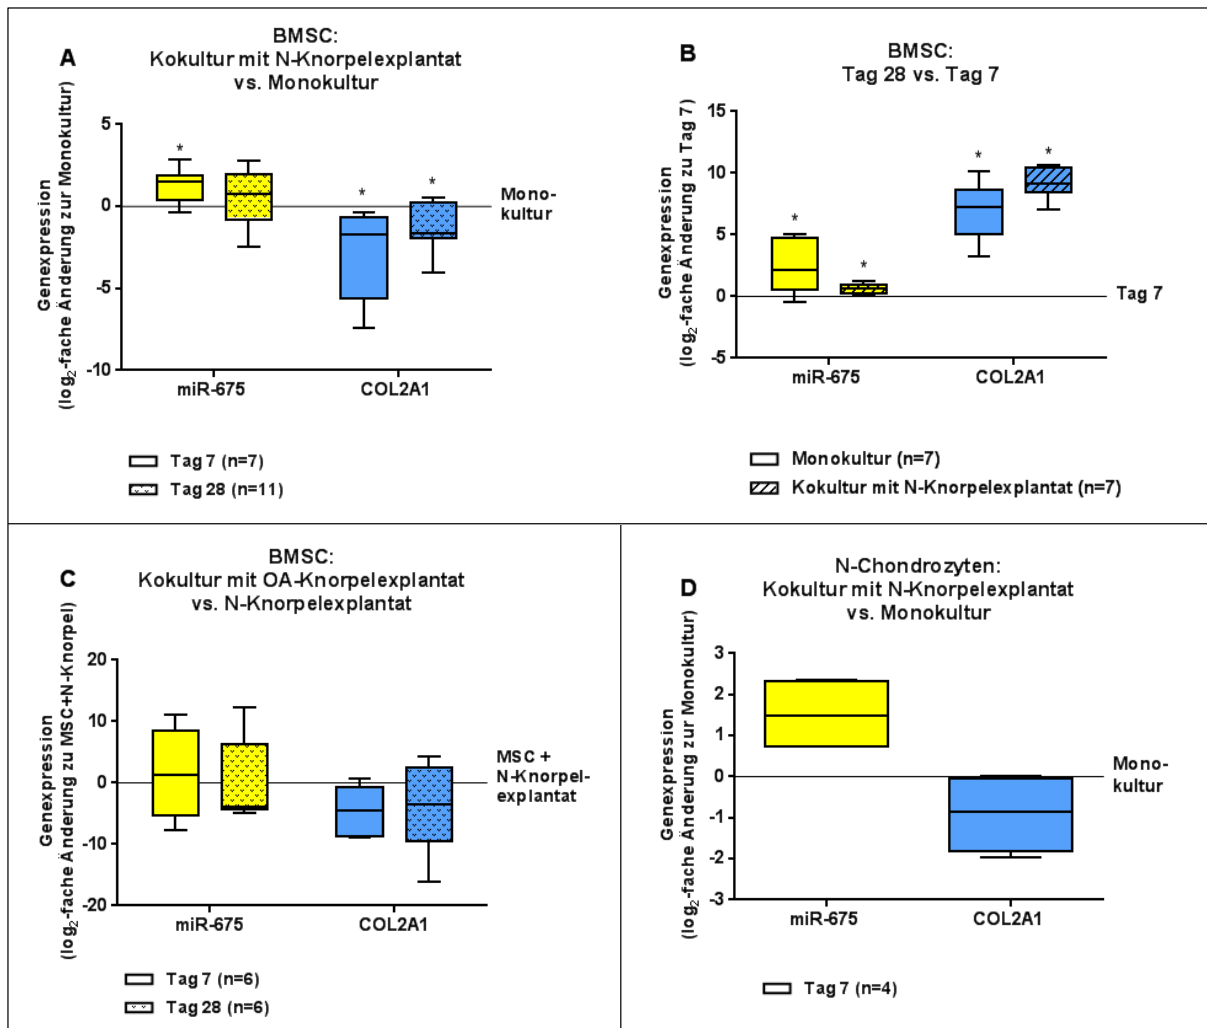 A
BMSC:
Kokultur mit N-Knorpelexplantat
vs. Monokultur
Genexpression
(log2-fache Änderung zur Monokultur)
5
0
-5
-10
*
*
*
Mono-
kultur
miR-675
COL2A1
Tag 7 (n=7)
Tag 28 (n=11)
B
BMSC:
Tag 28 vs. Tag 7
Genexpression
(log2-fache Änderung zu Tag 7)
15
10
5
0
-5
*
*
*
*
Tag 7
miR-675
COL2A1
Monokultur (n=7)
Kokultur mit N-Knorpelexplantat (n=7)
C
BMSC:
Kokultur mit OA-Knorpelexplantat
vs. N-Knorpelexplantat
Genexpression
(log2-fache Änderung zu MSC+N-Knorpel)
20
10
0
-10
-20
MSC +
N-Knorpel-
explantat
miR-675
COL2A1
Tag 7 (n=6)
Tag 28 (n=6)
D
N-Chondrozyten:
Kokultur mit N-Knorpelexplantat
vs. Monokultur
Genexpression
(log2-fache Änderung zur Monokultur)
3
2
1
0
-1
-2
-3
Mono-
kultur
miR-675
COL2A1
Tag 7 (n=4)